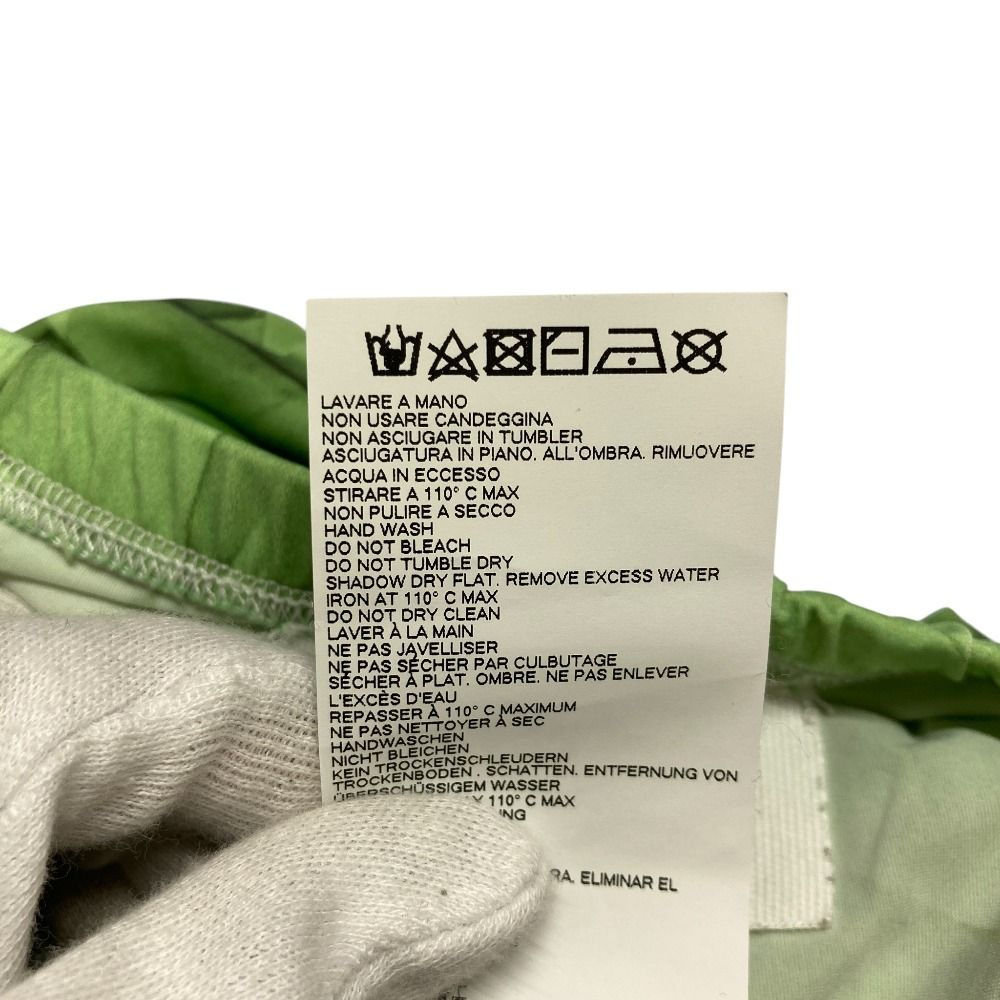 LAVARE A MANO
NON USARE CANDEGGINA
NON ASCIUGARE IN TUMBLER
ASCIUGATURA IN PIANO. ALL'OMBRA. RIMUOVERE
ACQUA IN ECCESSO
STIRARE A 110° C MAX
NON PULIRE A SECCO
HAND WASH
DO NOT BLEACH
DO NOT TUMBLE DRY
SHADOW DRY FLAT. REMOVE EXCESS WATER
IRON AT 110° C MAX
DO NOT DRY CLEAN
LAVER À LA MAIN
NE PAS JAVELLISER
NE PAS SÉCHER PAR CULBUTAGE
SÉCHER À PLAT. OMBRE. NE PAS ENLEVER
L'EXCÈS D'EAU
REPASSER À 110° C MAXIMUM
NE PAS NETTOYER À SEC
HANDWASCHEN
NICHT BLEICHEN
KEIN TROCKENSCHLEUDERN
TROCKENBODEN . SCHATTEN. ENTFERNUNG VON
ÜBERSCHÜSSIGEM WASSER
110° C MAX
ELIMINAR EL